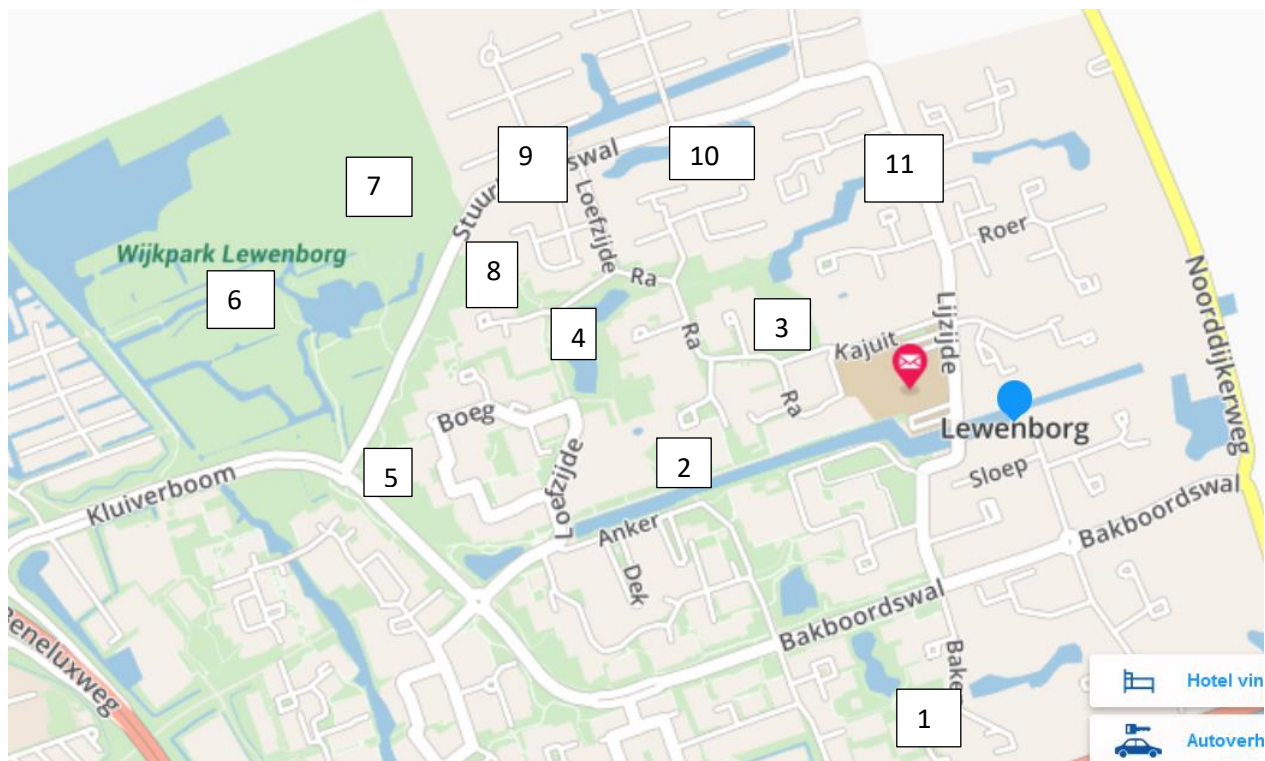 9
10
11
7
Stuur
swal
Loefzijde
Roer
Wijkpark Lewenborg
8
Ra
6
Noorddijkerweg
Lijzijde
4
Ra
3
Kajuit
Ra
Boeg
Lewenborg
Loefzijde
2
5
Kluiverboom
Sloep
Bakboordswal
Anker
Dek
Bakboordswal
Beneluxweg
Bake
Hotel vin
1
Autoverh